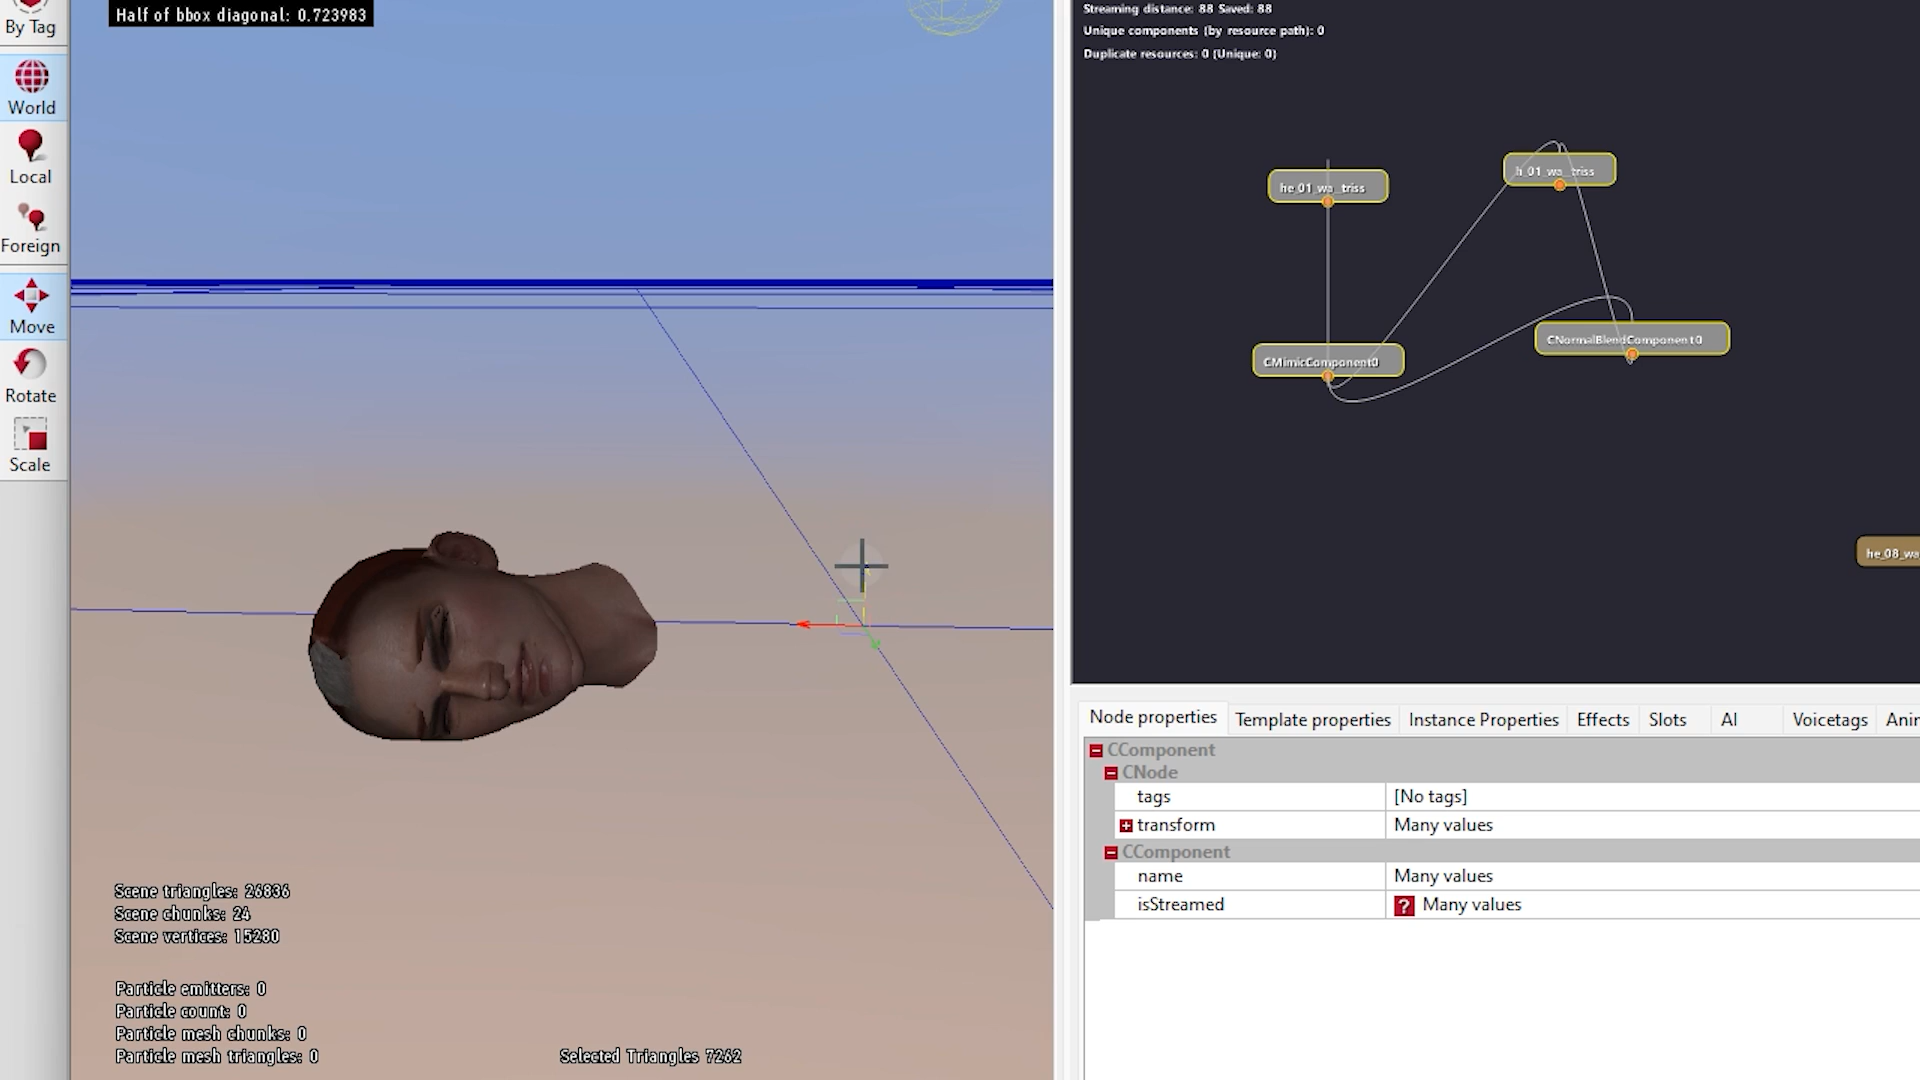 By Tag
World
Local
Foreign
Move
Rotate
Scale
Half of bbox diagonal: 0.723983
Scene triangles: 26836
Scene chunks: 24
Scene vertices: 15280
Particle emitters: 0
Particle count: 0
Particle mesh chunks: 0
Particle mesh triangles: 0
Selected Triangles 7262
Streaming distance: 88 Saved: 88
Unique components (by resource path): 0
Duplicate resources: 0 (Unique: 0)
he_01_wa__triss
h_01_wa__triss
CMimicComponent0
CNormalBlendComponent0
he_08_wa
Node properties Template properties Instance Properties Effects Slots AI Voicetags Anin
CComponent
CNode
tags [No tags]
transform Many values
CComponent
name Many values
isStreamed ? Many values